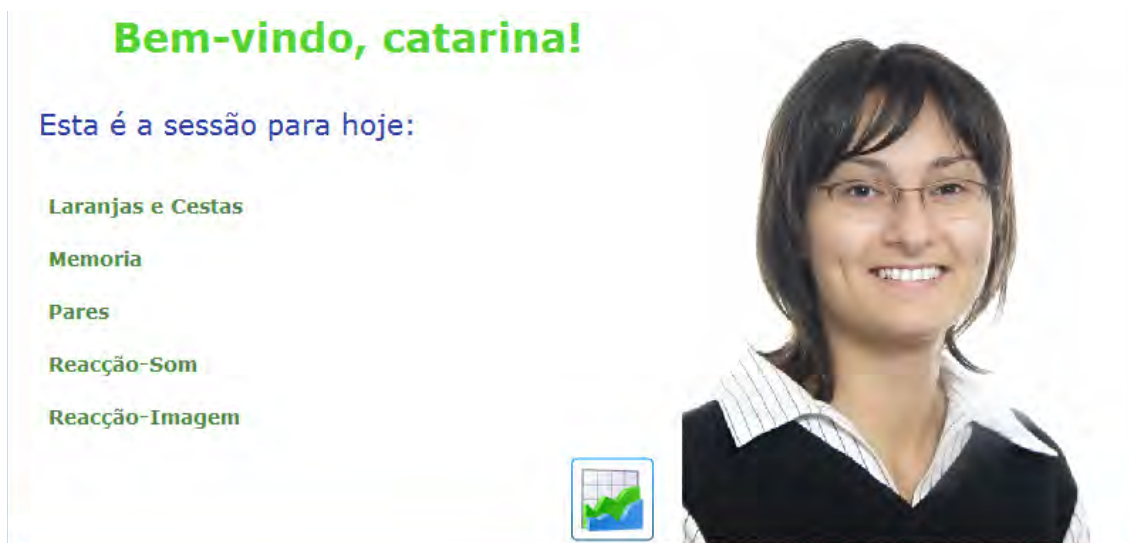 Bem-vindo, catarina!
Esta é a sessão para hoje:
Laranjas e Cestas
Memoria
Pares
Reacção-Som
Reacção-Imagem